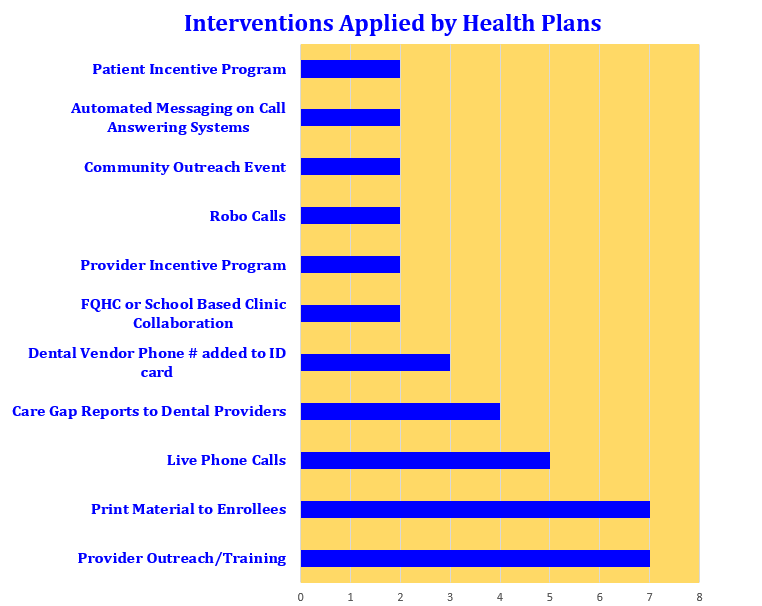 Interventions Applied by Health Plans
Patient Incentive Program
Automated Messaging on Call
Answering Systems
Community Outreach Event
Robo Calls
Provider Incentive Program
FQHC or School Based Clinic
Collaboration
Dental Vendor Phone # added to ID
card
Care Gap Reports to Dental Providers
Live Phone Calls
Print Material to Enrollees
Provider Outreach/Training
0 1 2 3 4 5 6 7 8